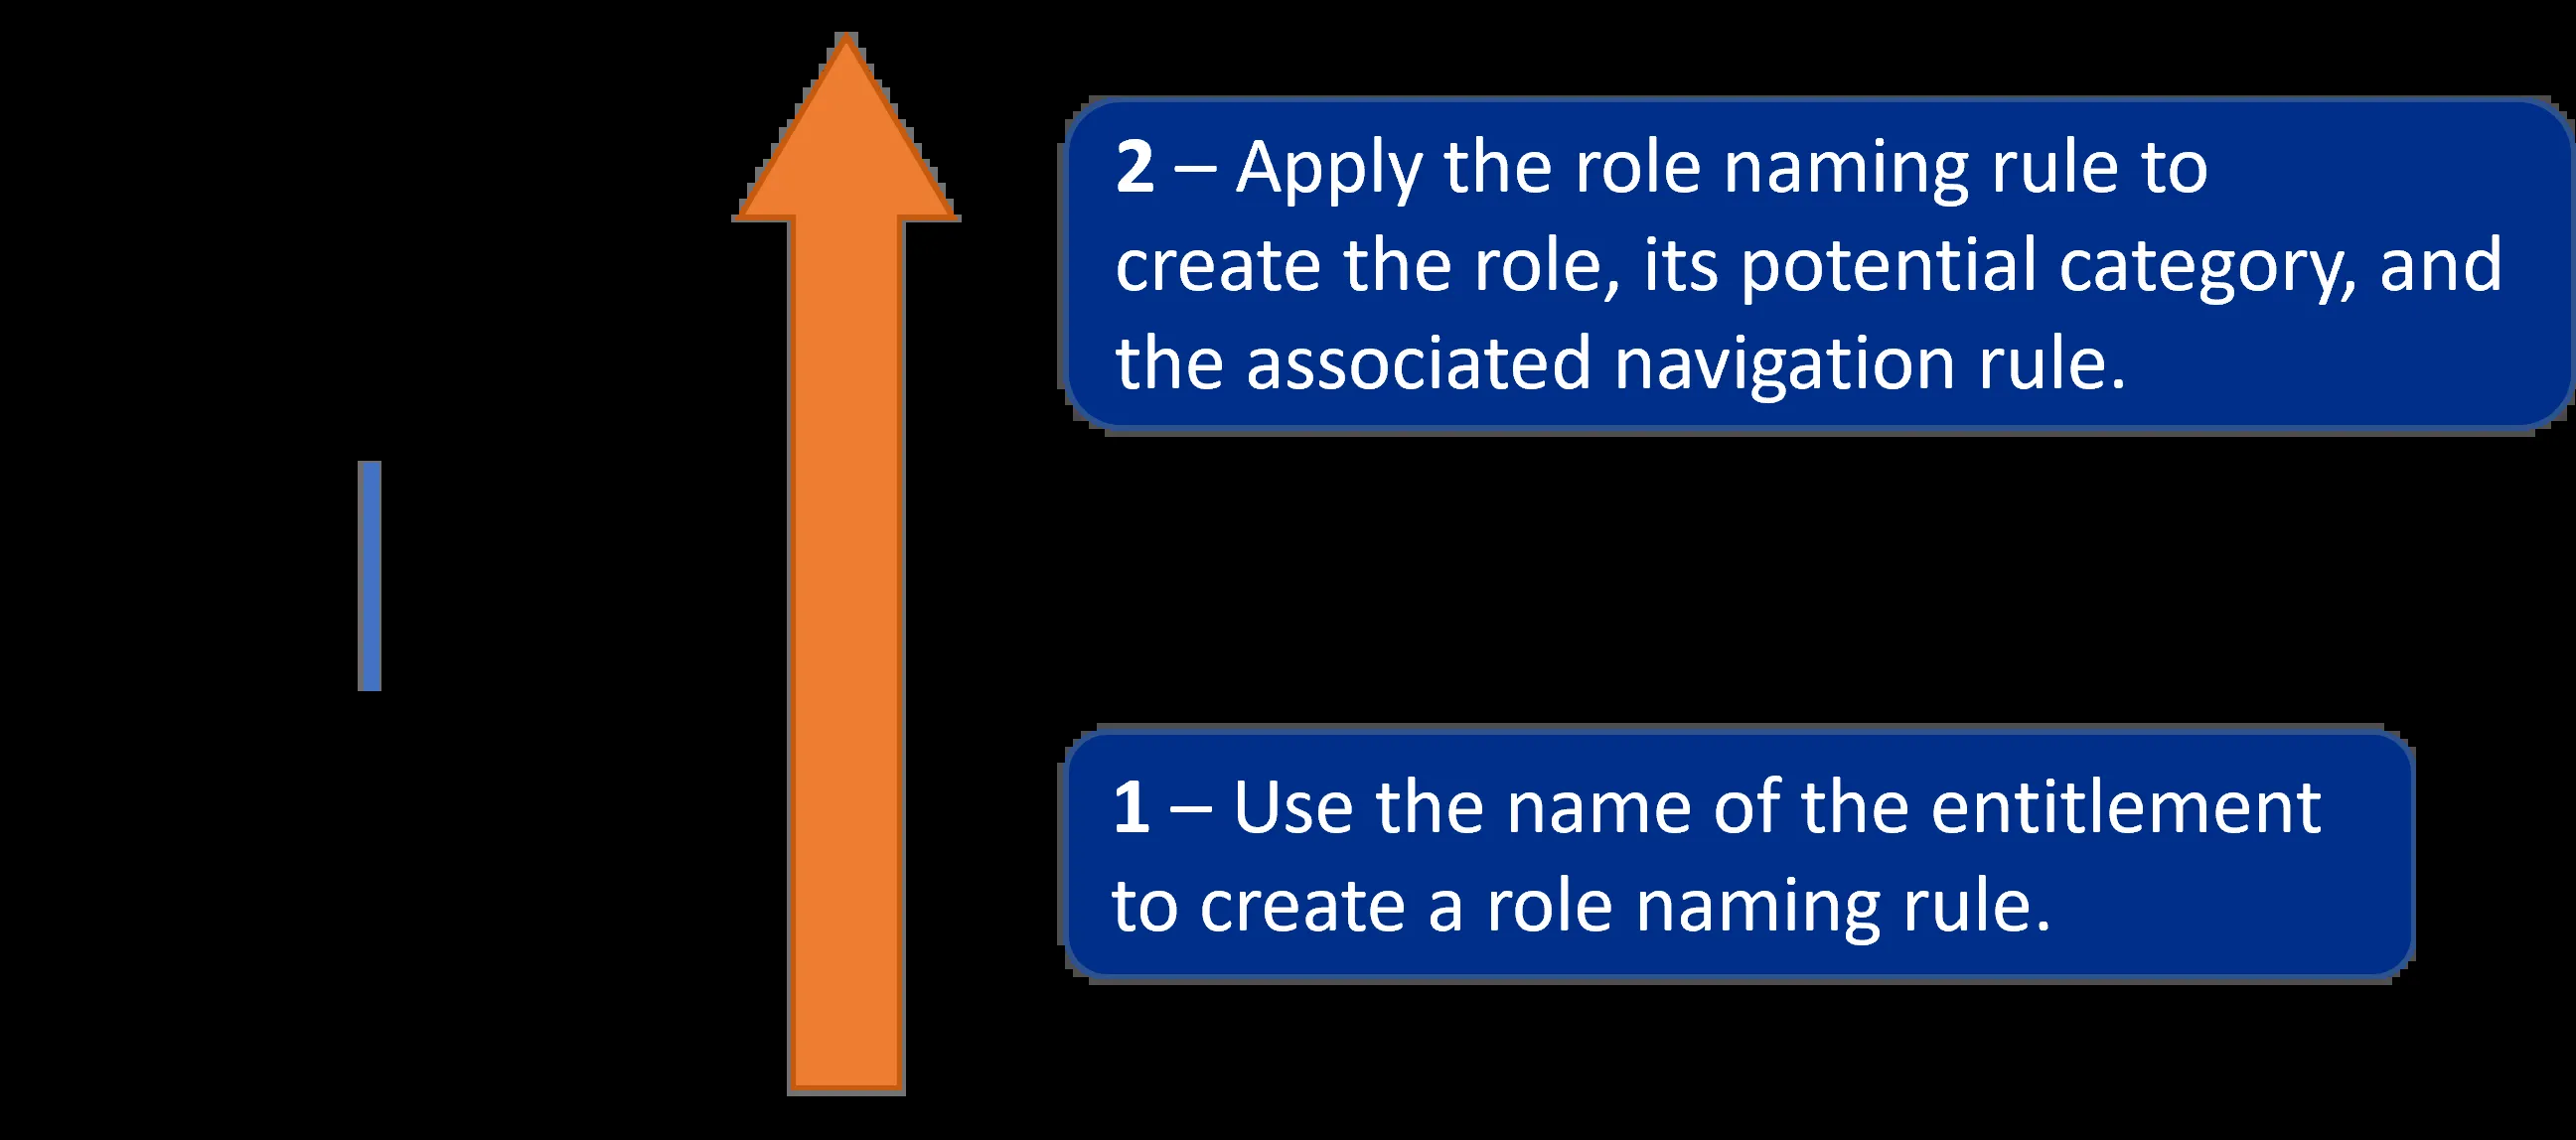 2 – Apply the role naming rule to
create the role, its potential category, and
the associated navigation rule.
1 – Use the name of the entitlement
to create a role naming rule.